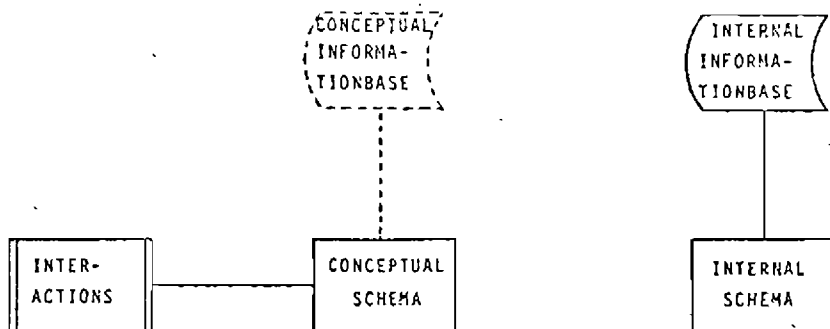 CONCEPTUAL
INFORMA-
TIONBASE
INTERNAL
INFORMA-
TIONBASE
INTER-
ACTIONS
CONCEPTUAL
SCHEMA
INTERNAL
SCHEMA